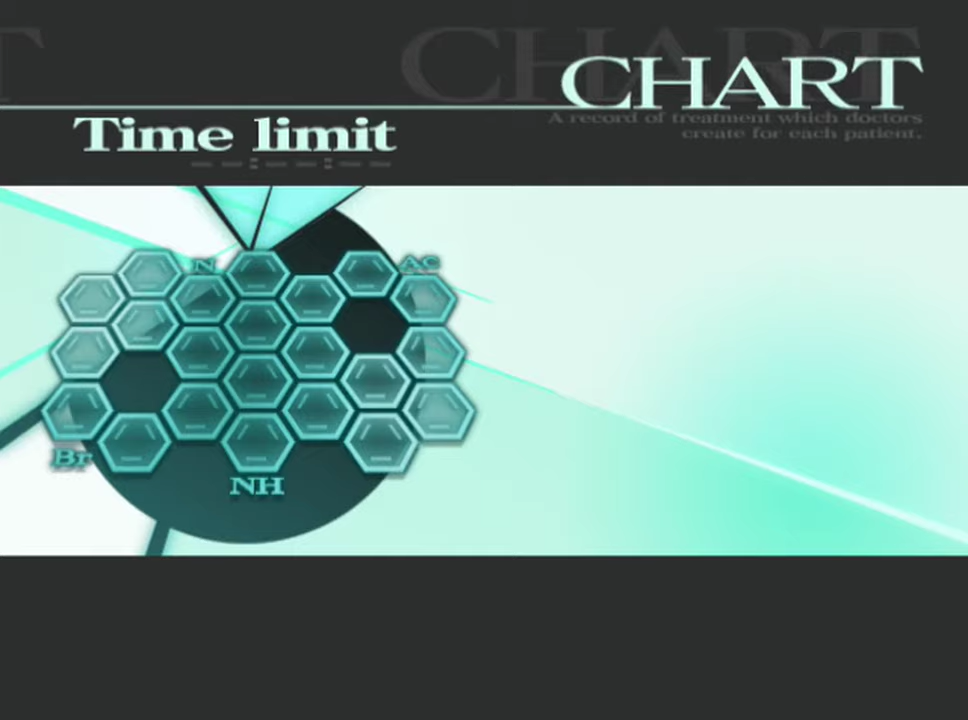 CHART
A record of treatment which doctors
create for each patient.
Time limit
N
AC
Br
NH